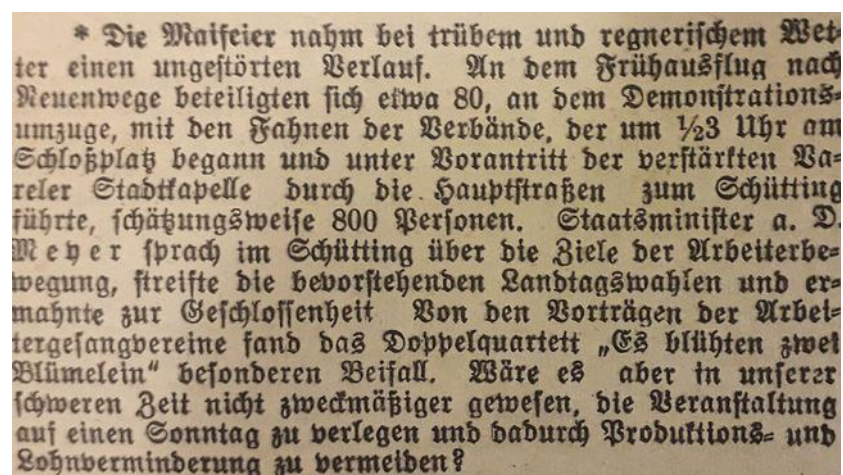 * Die Maifeier nahm bei trübem und regnerischem Wet-
ter einen ungestörten Verlauf. An dem Frühausflug nach
Neuenwege beteiligten sich etwa 80, an dem Demonstrations-
umzuge, mit den Fahnen der Verbände, der um ½3 Uhr am
Schloßplatz begann und unter Vorantritt der verstärkten Va-
reler Stadtkapelle durch die Hauptstraßen zum Schütting
führte, schätzungsweise 800 Personen. Staatsminister a. D.
Meyer sprach im Schütting über die Ziele der Arbeiterbe-
wegung, streifte die bevorstehenden Landtagswahlen und er-
mahnte zur Geschlossenheit Von den Vorträgen der Arbei-
tergesangvereine fand das Doppelquartett „Es blühten zwei
Blümelein“ besonderen Beifall. Wäre es aber in unserer
schweren Zeit nicht zweckmäßiger gewesen, die Veranstaltung
auf einen Sonntag zu verlegen und dadurch Produktions- und
Lohnverminderung zu vermeiden?